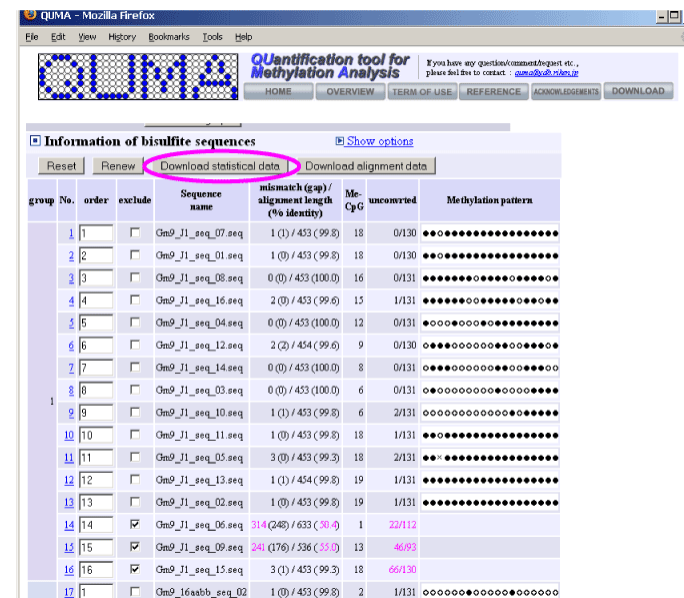 QUMA - Mozilla Firefox
File Edit View History Bookmarks Tools Help
QUMA
QUantification tool for
Methylation Analysis
If you have any question/comment/request etc.,
please feel free to contact : quma@cdb.riken.jp
HOME OVERVIEW TERM OF USE REFERENCE ACKNOWLEDGEMENTS DOWNLOAD
Information of bisulfite sequences Show options
Reset Renew Download statistical data Download alignment data
group No. order exclude Sequence name mismatch (gap) / alignment length (% identity) Me-CpG unconvrted Methylation pattern
1
1 1 Gm9_J1_seq_07.seq 1 (1) / 453 ( 99.8) 18 0/130
2 2 Gm9_J1_seq_01.seq 1 (0) / 453 ( 99.8) 18 0/130
3 3 Gm9_J1_seq_08.seq 0 (0) / 453 (100.0) 16 0/131
4 4 Gm9_J1_seq_16.seq 2 (0) / 453 ( 99.6) 15 1/131
5 5 Gm9_J1_seq_04.seq 0 (0) / 453 (100.0) 12 0/131
6 6 Gm9_J1_seq_12.seq 2 (2) / 454 ( 99.6) 9 0/130
7 7 Gm9_J1_seq_14.seq 0 (0) / 453 (100.0) 8 0/131
8 8 Gm9_J1_seq_03.seq 0 (0) / 453 (100.0) 6 0/131
9 9 Gm9_J1_seq_10.seq 1 (1) / 453 ( 99.8) 6 2/131
10 10 Gm9_J1_seq_11.seq 1 (0) / 453 ( 99.8) 18 1/131
11 11 Gm9_J1_seq_05.seq 3 (0) / 453 ( 99.3) 18 2/131
12 12 Gm9_J1_seq_13.seq 1 (1) / 454 ( 99.8) 19 1/131
13 13 Gm9_J1_seq_02.seq 1 (0) / 453 ( 99.8) 19 1/131
14 14 Gm9_J1_seq_06.seq 314 (248) / 633 ( 50.4) 1 22/112
15 15 Gm9_J1_seq_09.seq 241 (176) / 536 ( 55.0) 13 46/93
16 16 Gm9_J1_seq_15.seq 3 (1) / 453 ( 99.3) 18 66/130
17 1 Gm9_16aabb_seq_02 1 (0) / 453 ( 99.8) 2 1/131